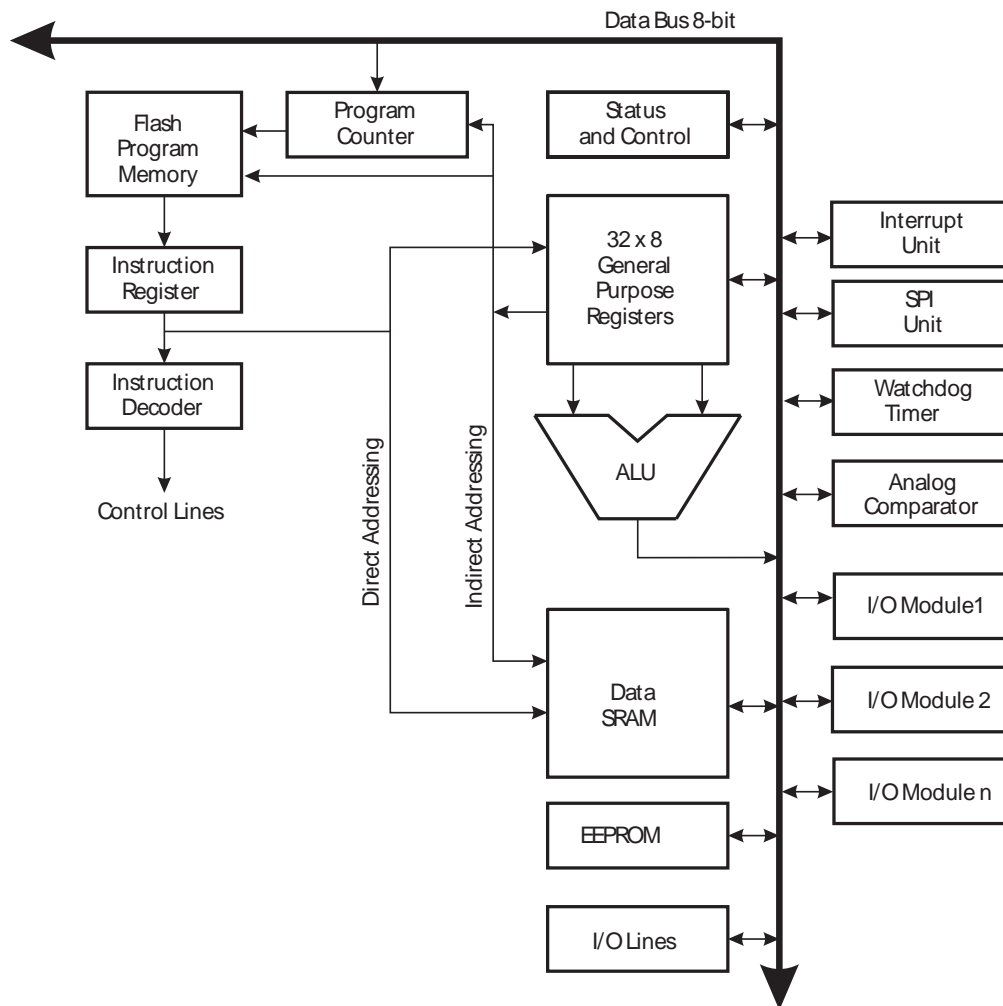 Data Bus 8-bit
Flash
Program
Memory
Program
Counter
Status
and Control
Instruction
Register
32 x 8
General
Purpose
Registers
Interrupt
Unit
SPI
Unit
Instruction
Decoder
Watchdog
Timer
Control Lines
Direct Addressing
Indirect Addressing
ALU
Analog
Comparator
I/O Module1
Data
SRAM
I/O Module 2
I/O Module n
EEPROM
I/O Lines